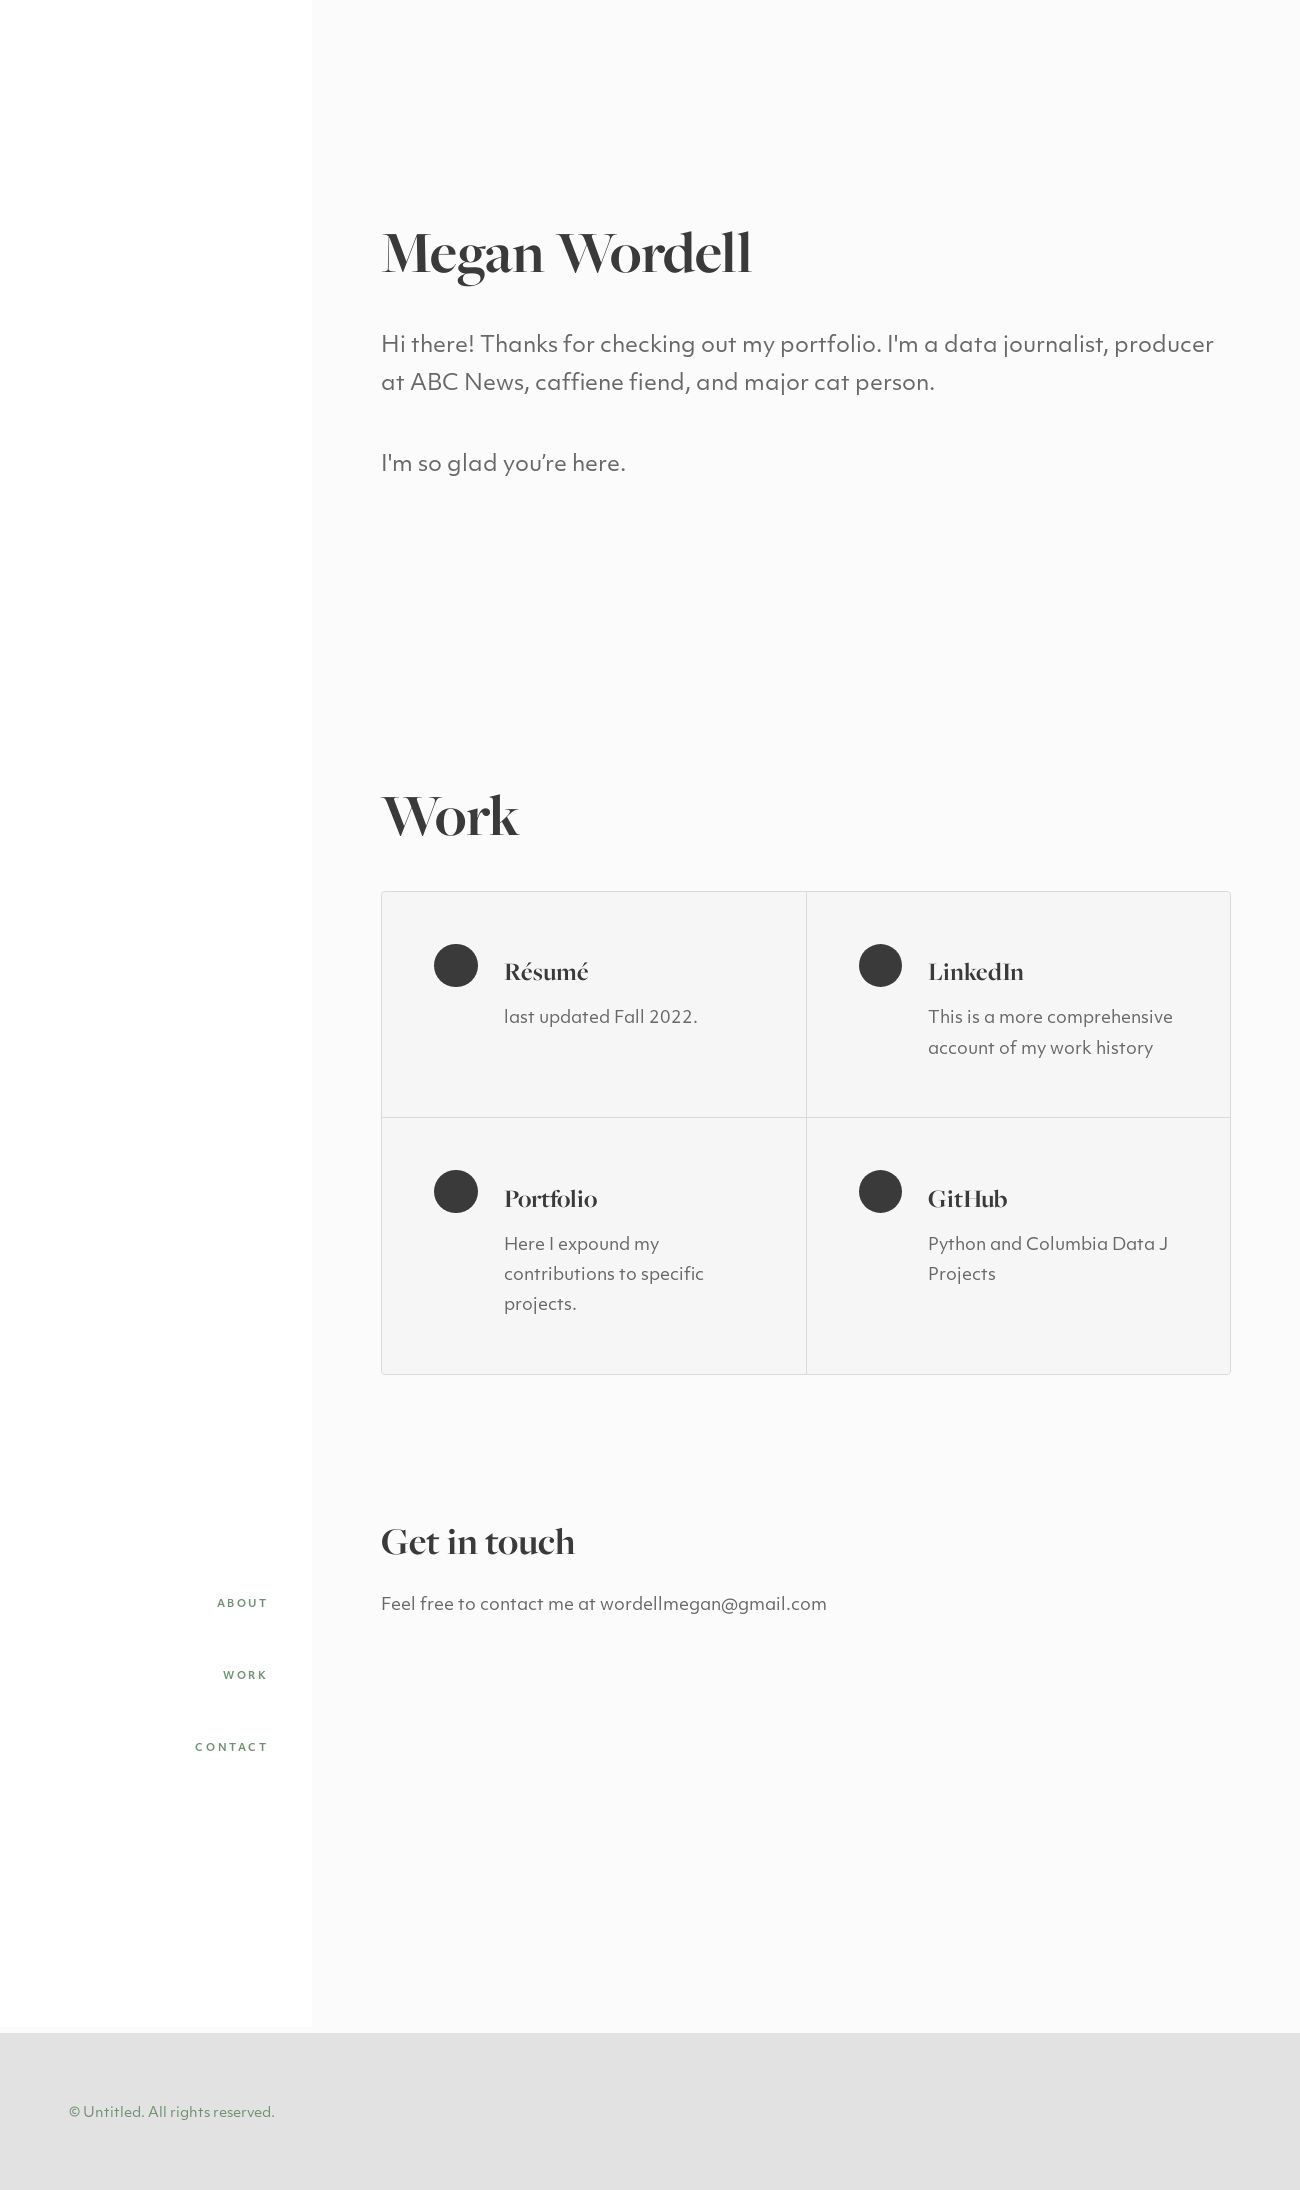 Megan Wordell
Hi there! Thanks for checking out my portfolio. I'm a data journalist, producer
at ABC News, caffiene fiend, and major cat person.
I'm so glad you’re here.
Work
Résumé
last updated Fall 2022.
LinkedIn
This is a more comprehensive
account of my work history
Portfolio
Here I expound my
contributions to specific
projects.
GitHub
Python and Columbia Data J
Projects
Get in touch
Feel free to contact me at wordellmegan@gmail.com
ABOUT
WORK
CONTACT
© Untitled. All rights reserved.